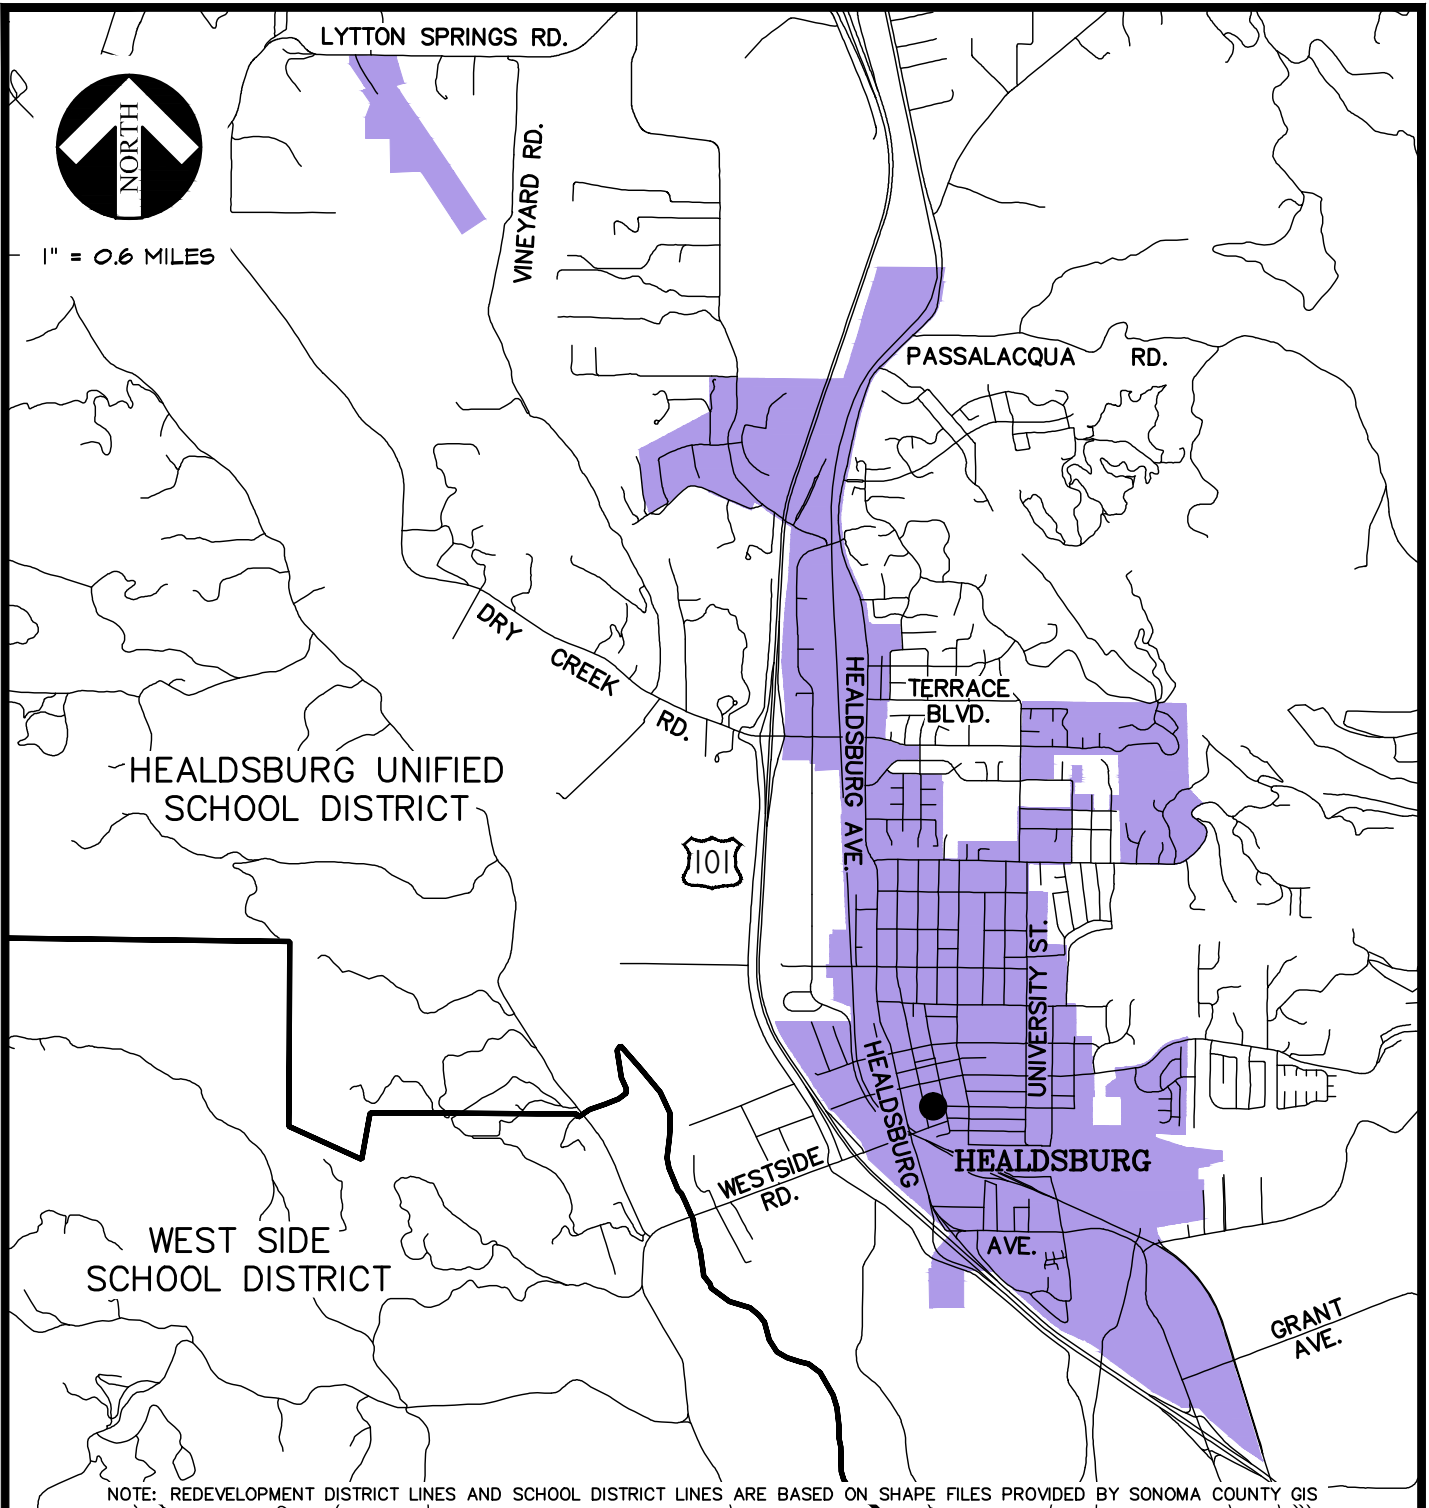 LYTTON SPRINGS RD.
NORTH
1" = 0.6 MILES
VINEYARD RD.
PASSALACQUA RD.
DRY CREEK RD.
HEALDSBURG AVE.
TERRACE
BLVD.
HEALDSBURG UNIFIED
SCHOOL DISTRICT
101
UNIVERSITY ST.
HEALDSBURG
AVE.
HEALDSBURG
WESTSIDE
RD.
WEST SIDE
SCHOOL DISTRICT
GRANT
AVE.
NOTE: REDEVELOPMENT DISTRICT LINES AND SCHOOL DISTRICT LINES ARE BASED ON SHAPE FILES PROVIDED BY SONOMA COUNTY GIS